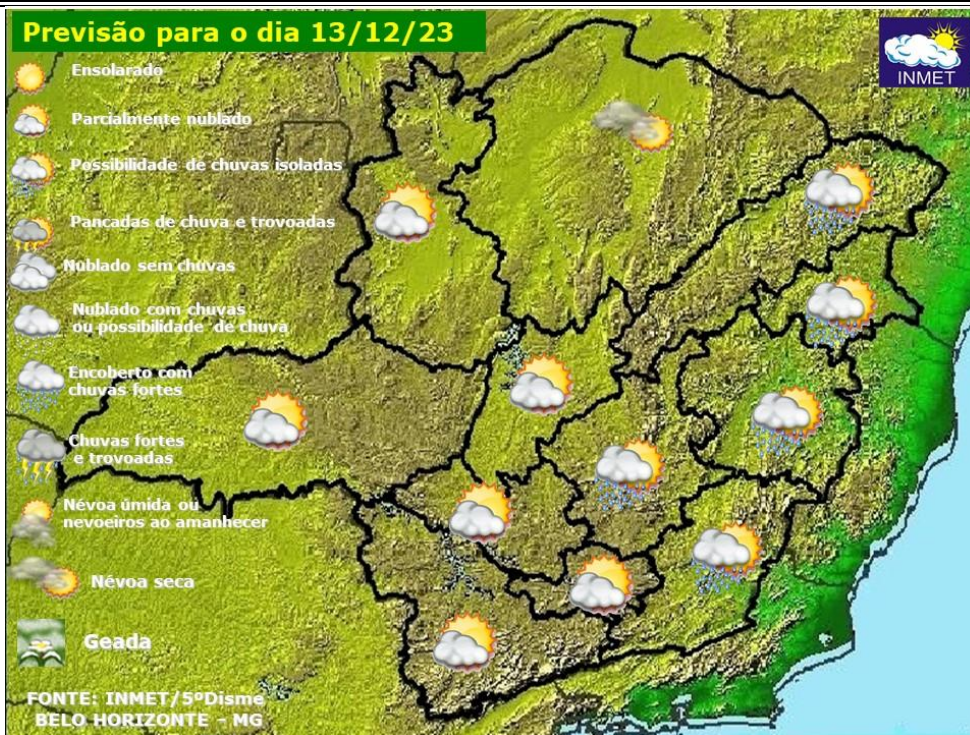 Previsão para o dia 13/12/23
INMET
Ensolarado
Parcialmente nublado
Possibilidade de chuvas isoladas
Pancadas de chuva e trovoadas
Nublado sem chuvas
Nublado com chuvas
ou possibilidade de chuva
Encoberto com
chuvas fortes
Chuvas fortes
e trovoadas
Névoa úmida ou
nevoeiros ao amanhecer
Névoa seca
Geada
FONTE: INMET/5ºDisme
BELO HORIZONTE - MG